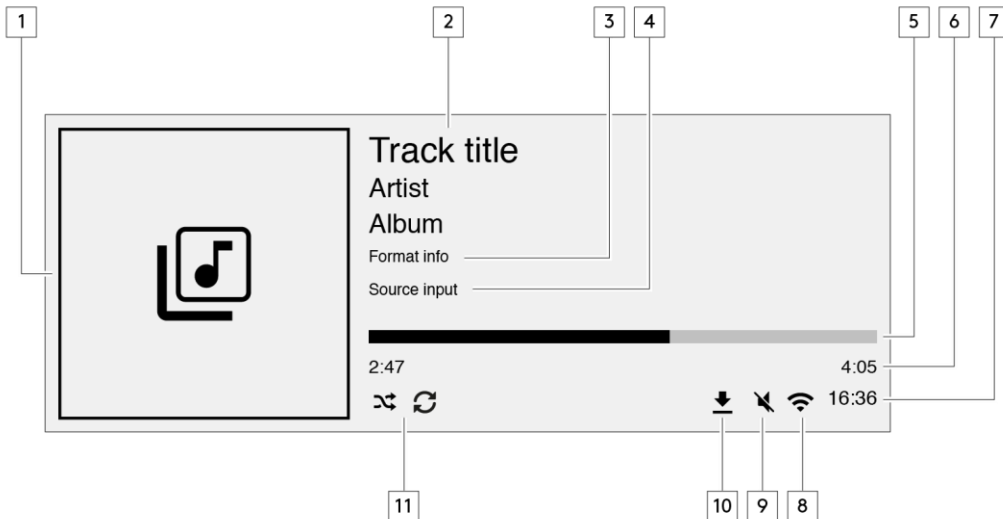 1 2 3 4 5 6 7
Track title
Artist
Album
Format info
Source input
2:47 4:05
16:36
11 10 9 8